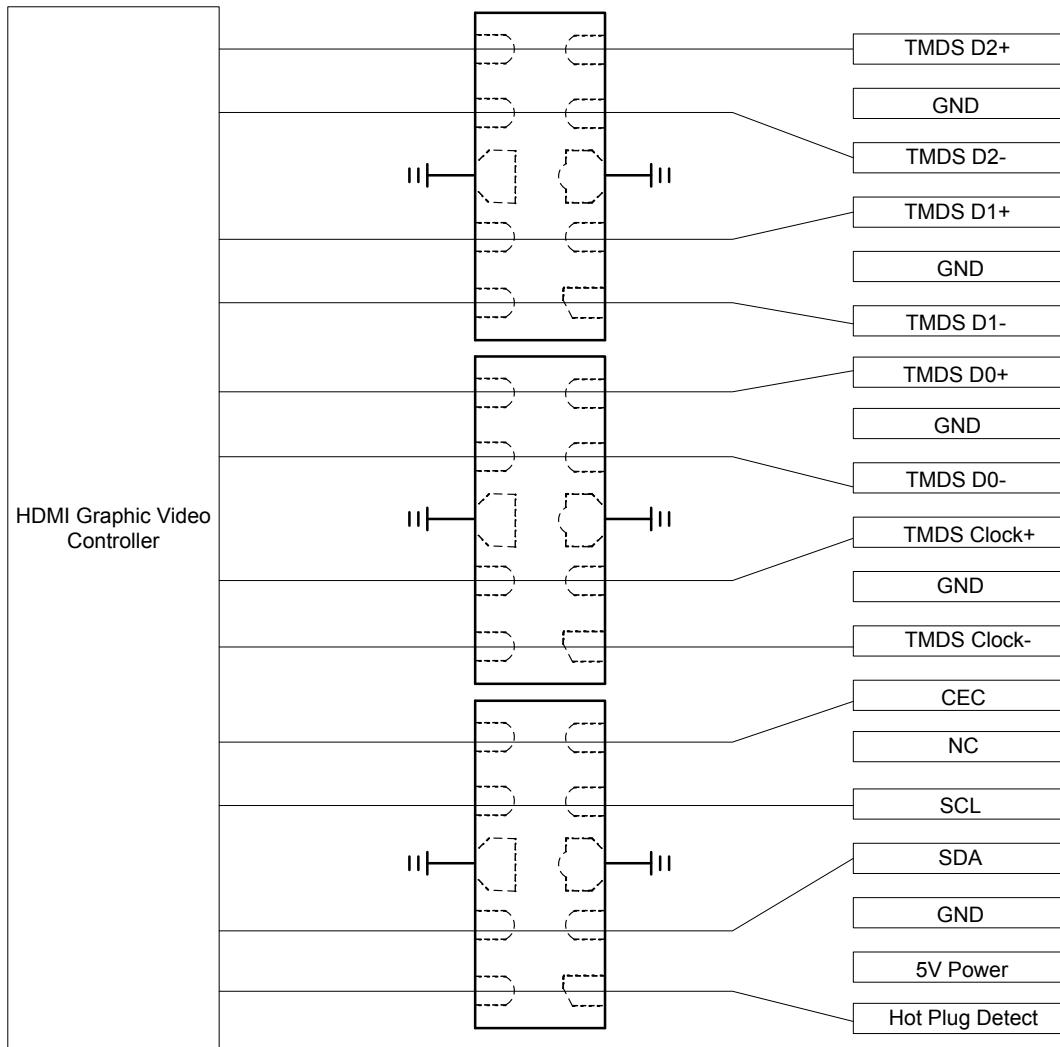 HDMI Graphic Video
Controller
TMDS D2+
GND
TMDS D2-
TMDS D1+
GND
TMDS D1-
TMDS D0+
GND
TMDS D0-
TMDS Clock+
GND
TMDS Clock-
CEC
NC
SCL
SDA
GND
5V Power
Hot Plug Detect